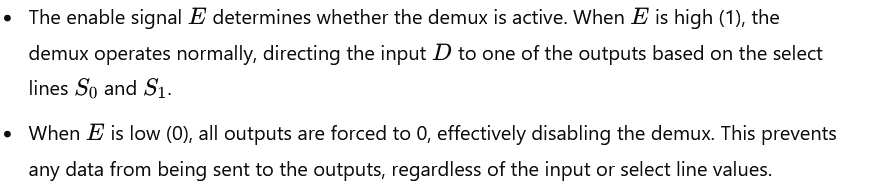 • The enable signal E determines whether the demux is active. When E is high (1), the
demux operates normally, directing the input D to one of the outputs based on the select
lines S₀ and S₁.
• When E is low (0), all outputs are forced to 0, effectively disabling the demux. This prevents
any data from being sent to the outputs, regardless of the input or select line values.